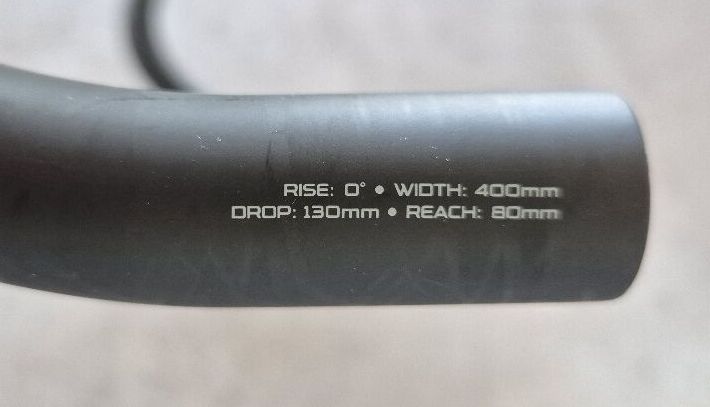 RISE: 0° • WIDTH: 400mm
DROP: 130mm • REACH: 80mm